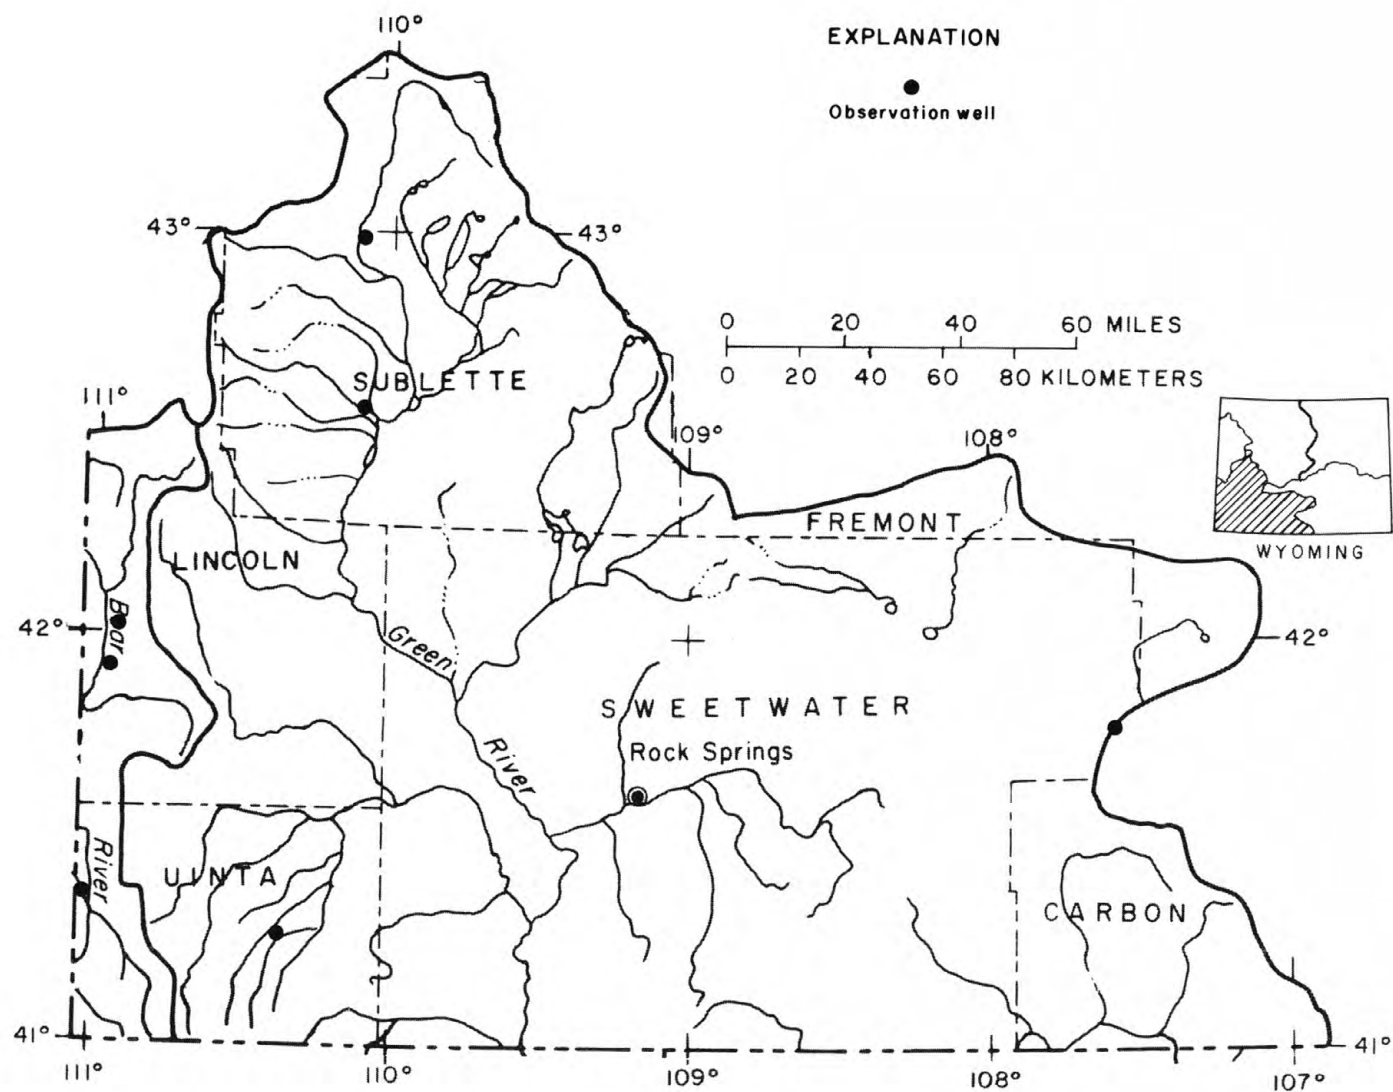 110°
EXPLANATION
Observation well
43°
43°
0 20 40 60 MILES
0 20 40 60 80 KILOMETERS
SUBLETTE
111°
109°
108°
FREMONT
WYOMING
LINCOLN
Bear
42°
Green
42°
SWEETWATER
Rock Springs
River
River
UINTA
CARBON
41°
41°
111°
110°
109°
108°
107°